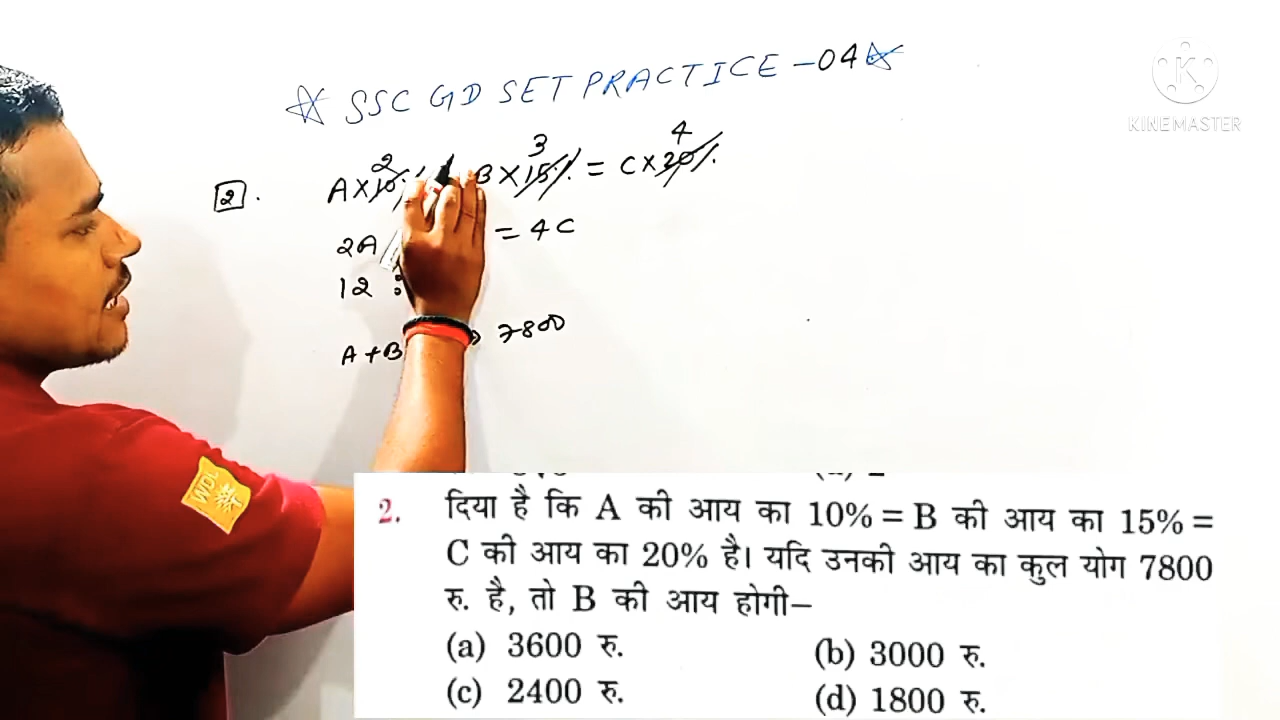 ☆ SSC GD SET PRACTICE – 04 ☆
KINEMASTER
2 3 4
2. A × 10% B × 15% = C × 20%
2A = 4C
12 :
A + B 7800
WDL
2. दिया है कि A की आय का 10% = B की आय का 15% =
C की आय का 20% है। यदि उनकी आय का कुल योग 7800
रु. है, तो B की आय होगी–
(a) 3600 रु. (b) 3000 रु.
(c) 2400 रु. (d) 1800 रु.